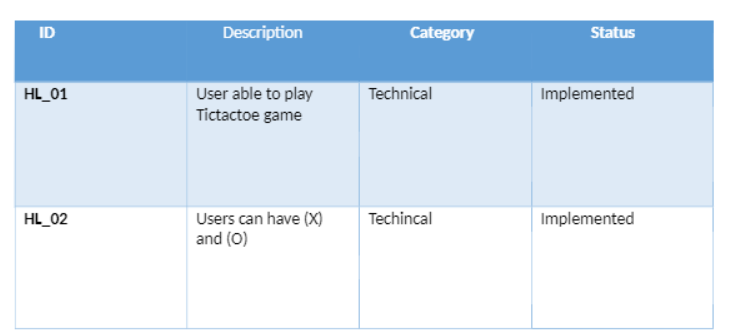 ID Description Category Status
HL_01 User able to play Technical Implemented
Tictactoe game
HL_02 Users can have (X) Techincal Implemented
and (O)